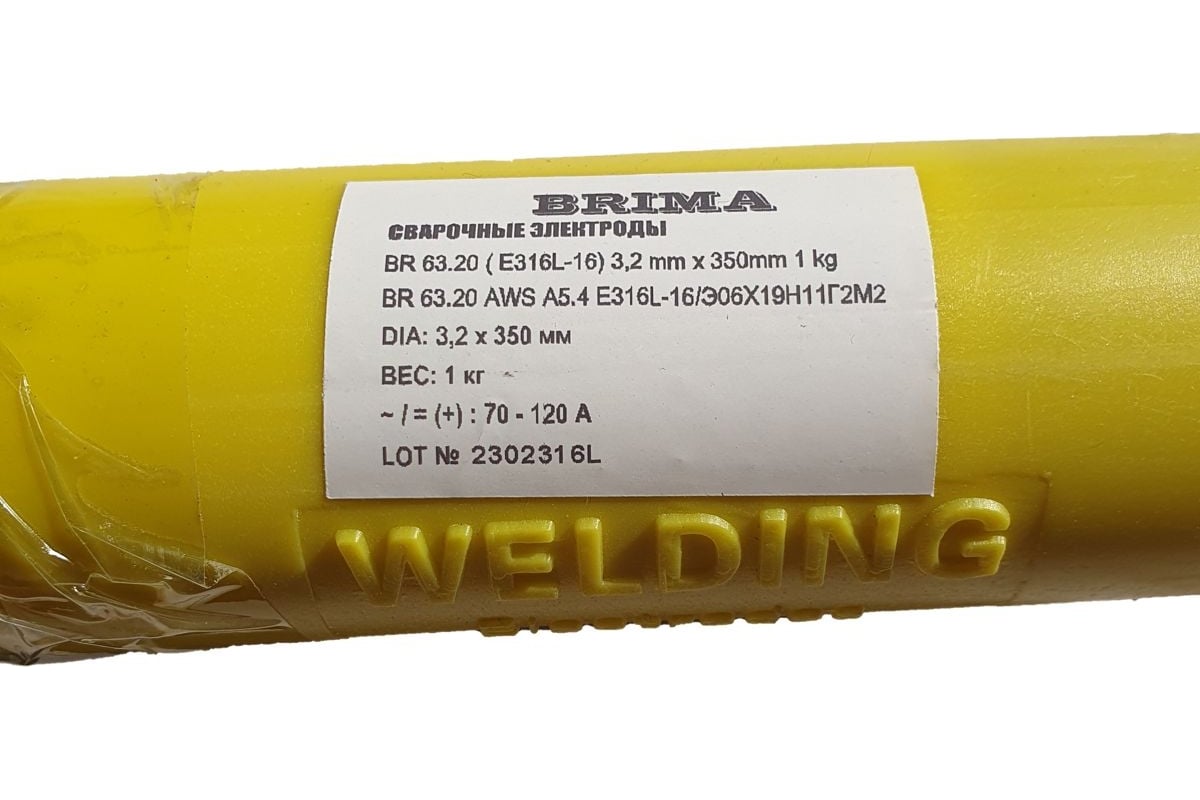 BRIMA
СВАРОЧНЫЕ ЭЛЕКТРОДЫ
BR 63.20 ( E316L-16) 3,2 mm x 350mm 1 kg
BR 63.20 AWS A5.4 E316L-16/Э06Х19Н11Г2М2
DIA: 3,2 x 350 мм
ВЕС: 1 кг
~ / = (+) : 70 - 120 A
LOT № 2302316L
WELDING